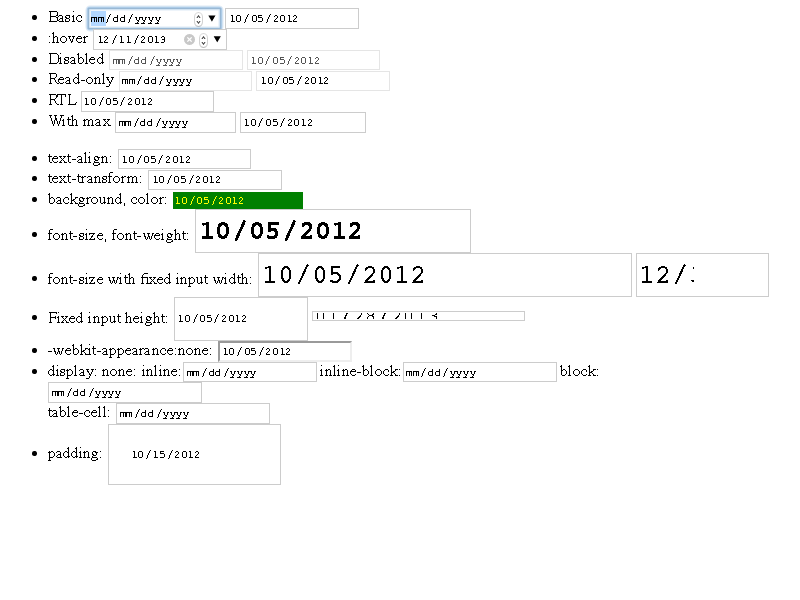 Basic mm/dd/yyyy 10/05/2012
:hover 12/11/2013
Disabled mm/dd/yyyy 10/05/2012
Read-only mm/dd/yyyy 10/05/2012
RTL 10/05/2012
With max mm/dd/yyyy 10/05/2012
text-align: 10/05/2012
text-transform: 10/05/2012
background, color: 10/05/2012
font-size, font-weight: 10/05/2012
font-size with fixed input width: 10/05/2012 12/
Fixed input height: 10/05/2012
-webkit-appearance:none: 10/05/2012
display: none: inline: mm/dd/yyyy inline-block: mm/dd/yyyy block:
mm/dd/yyyy
table-cell: mm/dd/yyyy
padding: 10/15/2012